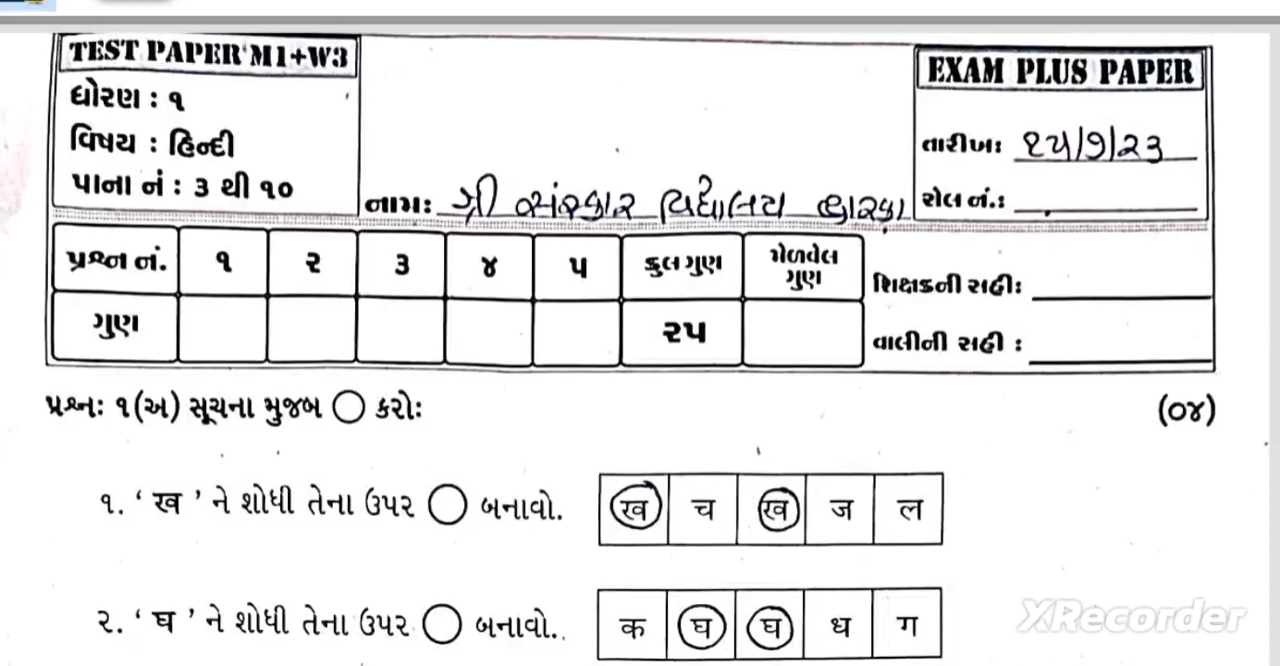 TEST PAPER M1+W3
ધોરણ : ૧
વિષય : હિન્દી
પાના નં : ૩ થી ૧૦
નામ: શ્રી સંસ્કાર વિદ્યાલય દ્વારકા
EXAM PLUS PAPER
તારીખ: ૨૫/૭/૨૩
રોલ નં.:
પ્રશ્ન નં. ૧ ૨ ૩ ૪ ૫ કુલ ગુણ મેળવેલ ગુણ
ગુણ ૨૫
શિક્ષકની સહી:
વાલીની સહી :
પ્રશ્ન: ૧(અ) સૂચના મુજબ ◯ કરો: (૦૪)
૧. ‘ ख ’ ને શોધી તેના ઉપર ◯ બનાવો. ख च ख ज ल
૨. ‘ घ ’ ને શોધી તેના ઉપર ◯ બનાવો.. क घ घ ध ग
XRecorder